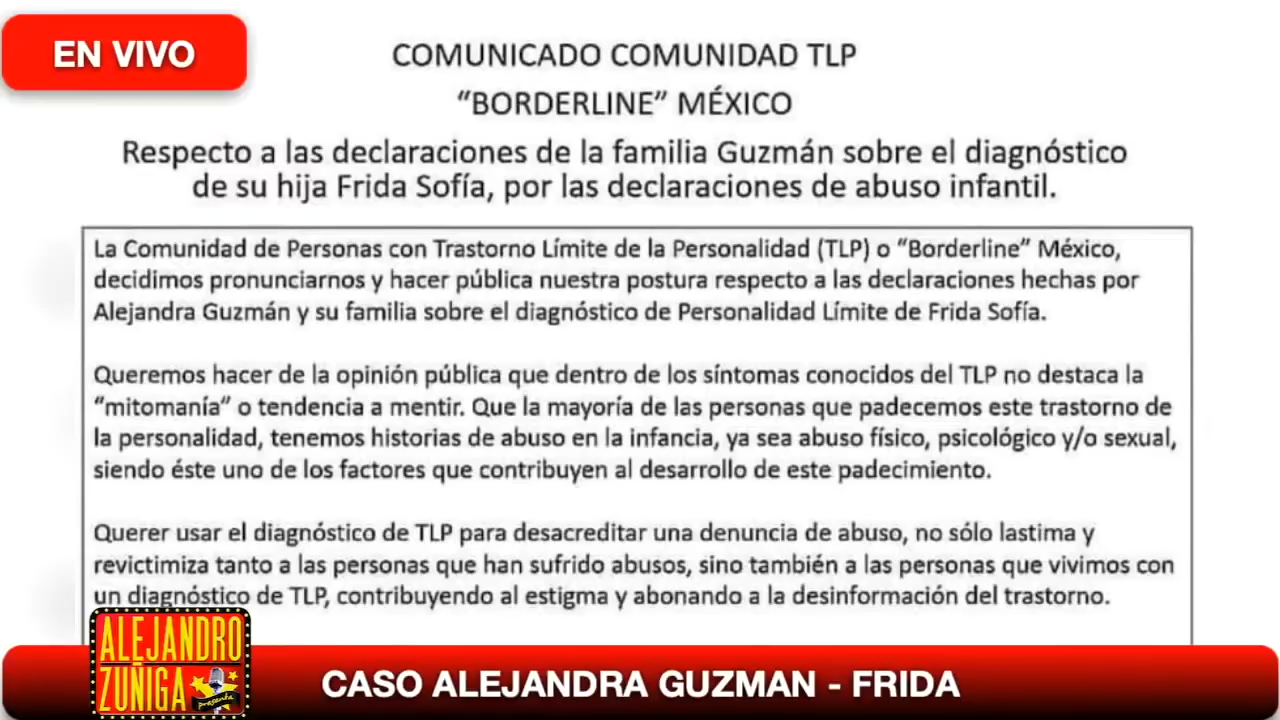 EN VIVO
COMUNICADO COMUNIDAD TLP
“BORDERLINE” MÉXICO
Respecto a las declaraciones de la familia Guzmán sobre el diagnóstico
de su hija Frida Sofía, por las declaraciones de abuso infantil.
La Comunidad de Personas con Trastorno Límite de la Personalidad (TLP) o “Borderline” México,
decidimos pronunciarnos y hacer pública nuestra postura respecto a las declaraciones hechas por
Alejandra Guzmán y su familia sobre el diagnóstico de Personalidad Límite de Frida Sofía.
Queremos hacer de la opinión pública que dentro de los síntomas conocidos del TLP no destaca la
“mitomanía” o tendencia a mentir. Que la mayoría de las personas que padecemos este trastorno de
la personalidad, tenemos historias de abuso en la infancia, ya sea abuso físico, psicológico y/o sexual,
siendo éste uno de los factores que contribuyen al desarrollo de este padecimiento.
Querer usar el diagnóstico de TLP para desacreditar una denuncia de abuso, no sólo lastima y
revictimiza tanto a las personas que han sufrido abusos, sino también a las personas que vivimos con
un diagnóstico de TLP, contribuyendo al estigma y abonando a la desinformación del trastorno.
ALEJANDRO
ZUÑIGA
presenta
CASO ALEJANDRA GUZMAN - FRIDA